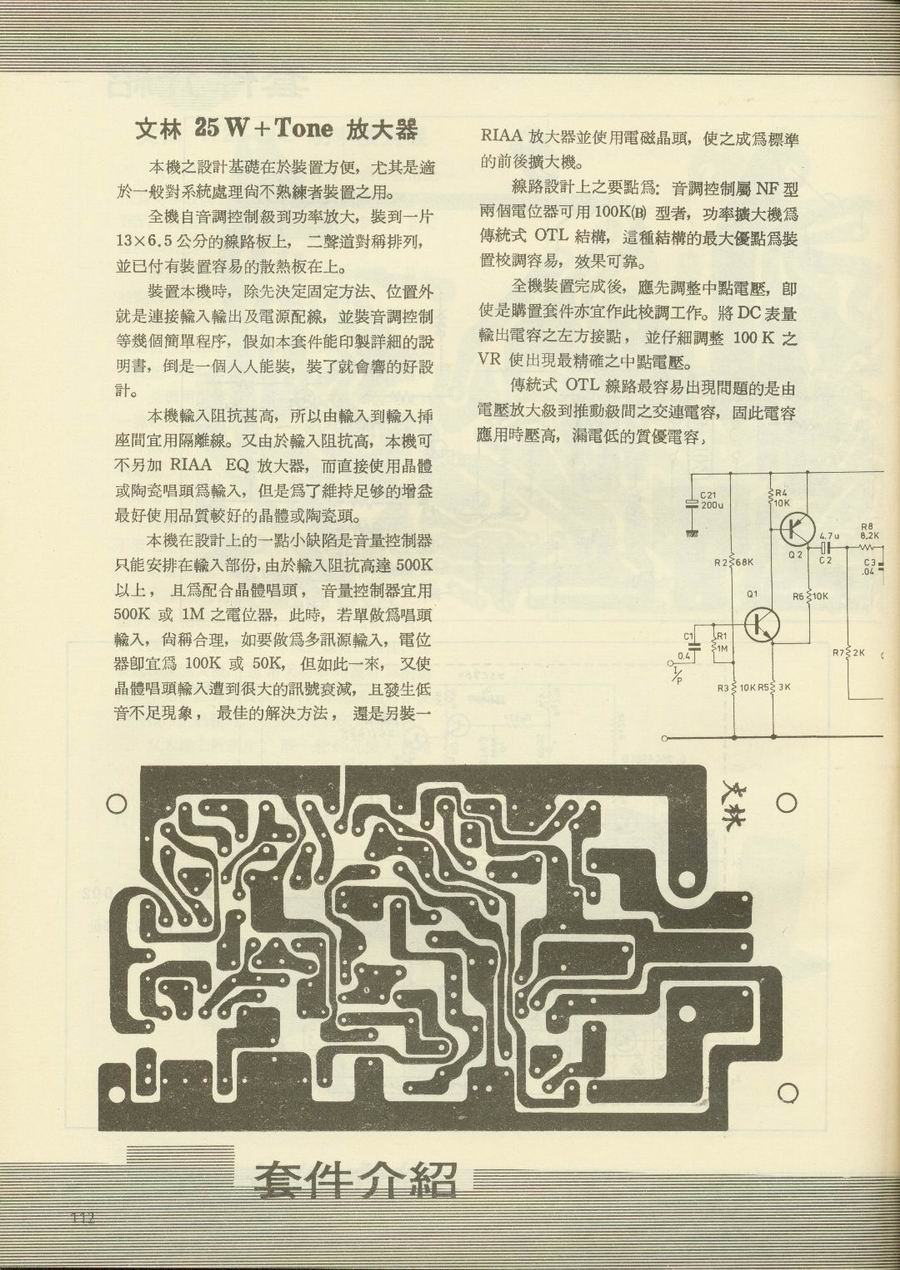 文林 25W+Tone 放大器
本機之設計基礎在於裝置方便，尤其是適
於一般對系統處理尙不熟練者裝置之用。
全機自音調控制級到功率放大，裝到一片
13×6.5公分的線路板上， 二聲道對稱排列，
並已付有裝置容易的散熱板在上。
裝置本機時，除先決定固定方法、位置外
就是連接輸入輸出及電源配線，並裝音調控制
等幾個簡單程序，假如本套件能印製詳細的說
明書，倒是一個人人能裝，裝了就會響的好設
計。
本機輸入阻抗甚高，所以由輸入到輸入揷
座間宜用隔離線。又由於輸入阻抗高，本機可
不另加 RIAA EQ 放大器，而直接使用晶體
或陶瓷唱頭爲輸入，但是爲了維持足够的增益
最好使用品質較好的晶體或陶瓷頭。
本機在設計上的一點小缺陷是音量控制器
只能安排在輸入部份，由於輸入阻抗高達 500K
以上， 且爲配合晶體唱頭， 音量控制器宜用
500K 或 1M 之電位器，此時，若單做爲唱頭
輸入，尙稱合理，如要做爲多訊源輸入，電位
器卽宜爲 100K 或 50K， 但如此一來， 又使
晶體唱頭輸入遭到很大的訊號衰減，且發生低
音不足現象， 最佳的解決方法， 還是另裝一
RIAA 放大器並使用電磁晶頭，使之成爲標準
的前後擴大機。
線路設計上之要點爲：音調控制屬 NF 型
兩個電位器可用 100K(B) 型者，功率擴大機爲
傳統式 OTL 結構，這種結構的最大優點爲裝
置校調容易，效果可靠。
全機裝置完成後，應先調整中點電壓，卽
使是購置套件亦宜作此校調工作。將 DC 表量
輸出電容之左方接點， 並仔細調整 100 K 之
VR 使出現最精確之中點電壓。
傳統式 OTL 線路最容易出現問題的是由
電壓放大級到推動級間之交連電容，固此電容
應用時壓高，漏電低的質優電容，
C21
200u
R4
10K
Q2
4.7u
C2
R8
8.2K
C3
.04
R2 68K
Q1
R6 10K
C1
0.4
R1
1M
R7 2K
I/P
R3 10K R5 3K
文林
套件介紹
112